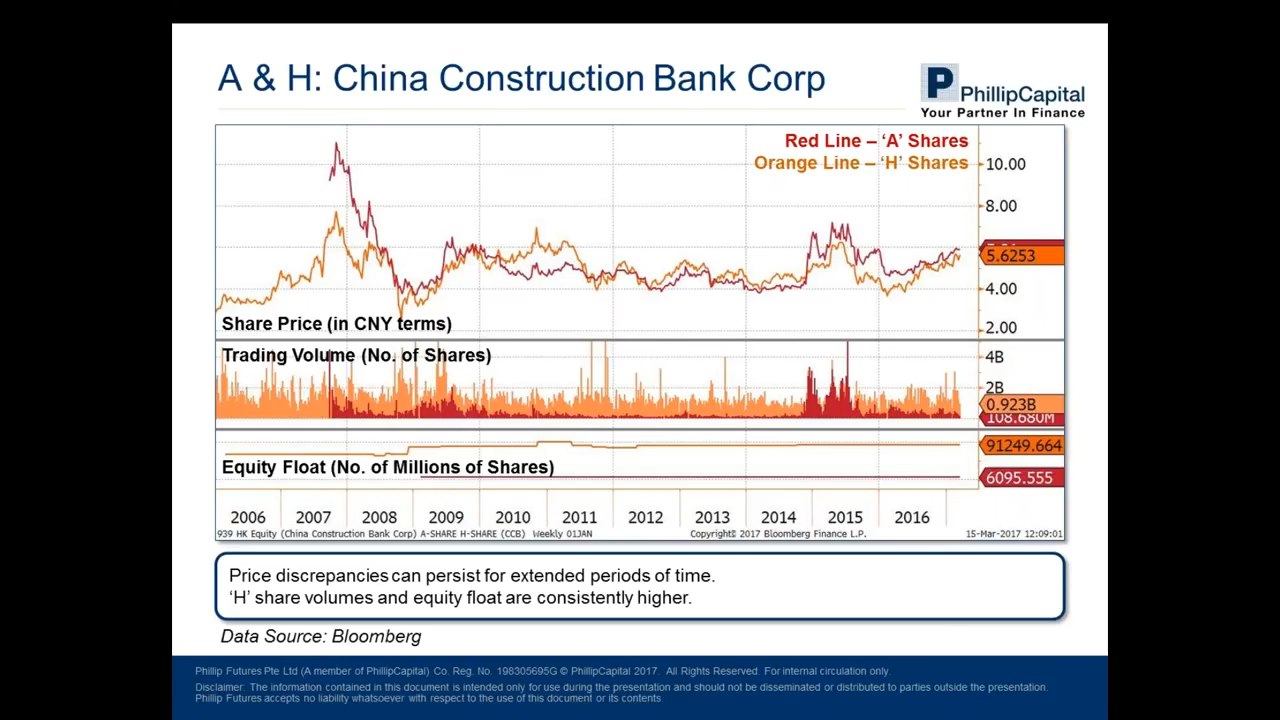 A & H: China Construction Bank Corp
P PhillipCapital
Your Partner In Finance
Red Line – ‘A’ Shares
Orange Line – ‘H’ Shares
10.00
8.00
5.6253
4.00
2.00
Share Price (in CNY terms)
Trading Volume (No. of Shares)
4B
2B
0.923B
108.680M
91249.664
Equity Float (No. of Millions of Shares)
6095.555
2006 2007 2008 2009 2010 2011 2012 2013 2014 2015 2016
939 HK Equity (China Construction Bank Corp) A-SHARE H-SHARE (CCB) Weekly 01JAN Copyright© 2017 Bloomberg Finance L.P. 15-Mar-2017 12:09:01
Price discrepancies can persist for extended periods of time.
‘H’ share volumes and equity float are consistently higher.
Data Source: Bloomberg
Phillip Futures Pte Ltd (A member of PhillipCapital) Co. Reg. No. 198305695G © PhillipCapital 2017. All Rights Reserved. For internal circulation only.
Disclaimer: The information contained in this document is intended only for use during the presentation and should not be disseminated or distributed to parties outside the presentation.
Phillip Futures accepts no liability whatsoever with respect to the use of this document or its contents